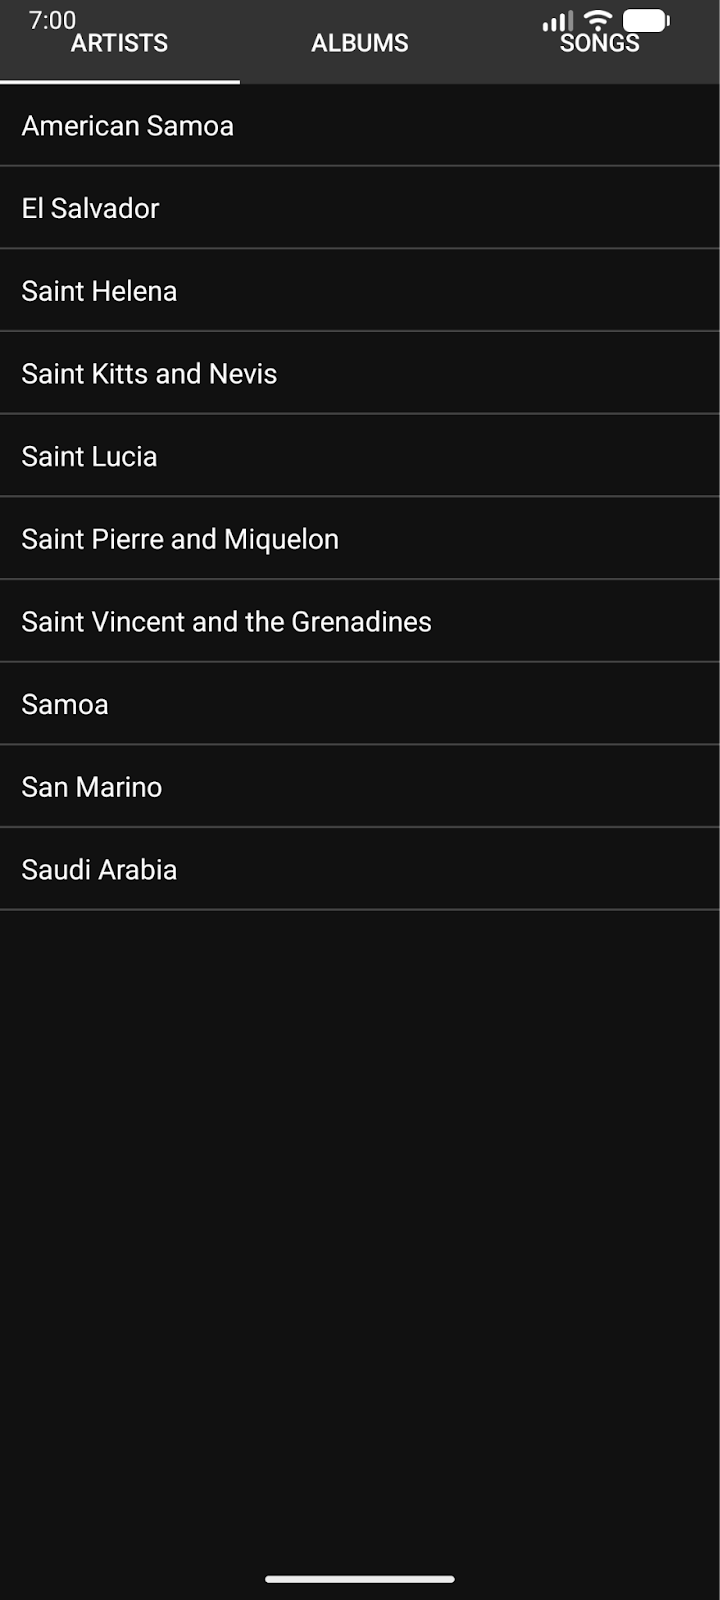 7:00
ARTISTS ALBUMS SONGS
American Samoa
El Salvador
Saint Helena
Saint Kitts and Nevis
Saint Lucia
Saint Pierre and Miquelon
Saint Vincent and the Grenadines
Samoa
San Marino
Saudi Arabia